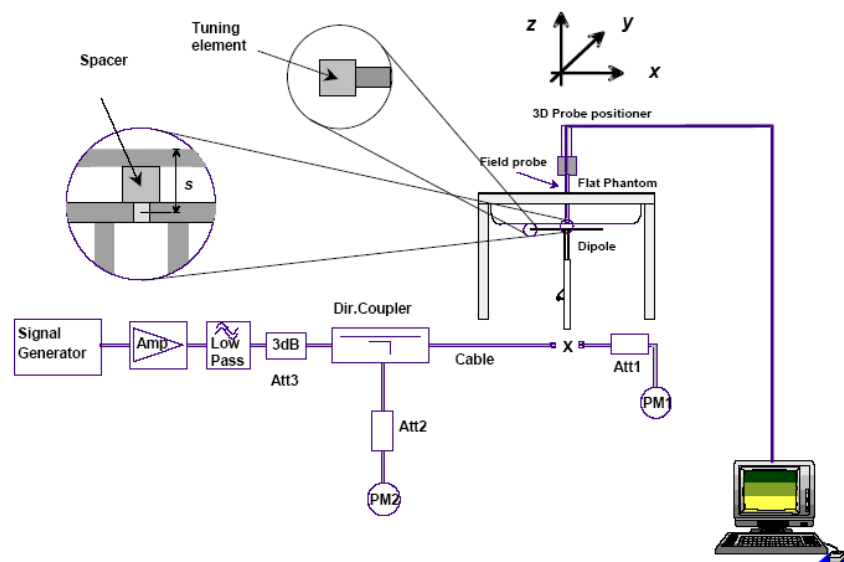 Tuning
element
Spacer
s
z
y
x
3D Probe positioner
Field probe
Flat Phantom
Dipole
Signal
Generator
Amp
Low
Pass
3dB
Att3
Dir.Coupler
Cable
X
Att1
PM1
Att2
PM2